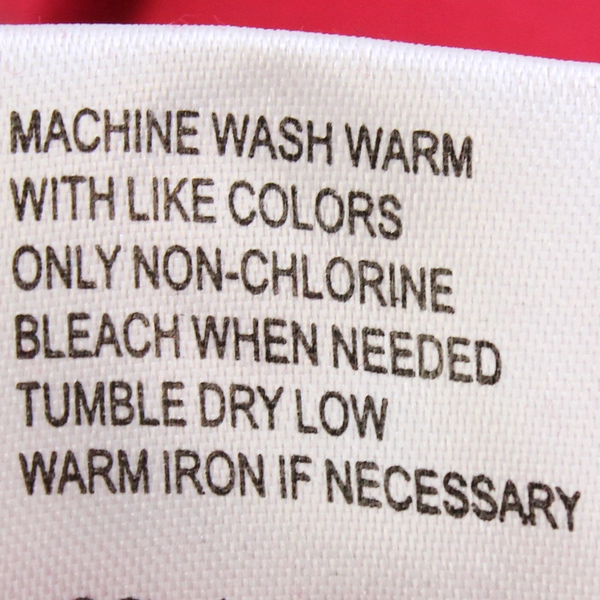 MACHINE WASH WARM
WITH LIKE COLORS
ONLY NON-CHLORINE
BLEACH WHEN NEEDED
TUMBLE DRY LOW
WARM IRON IF NECESSARY